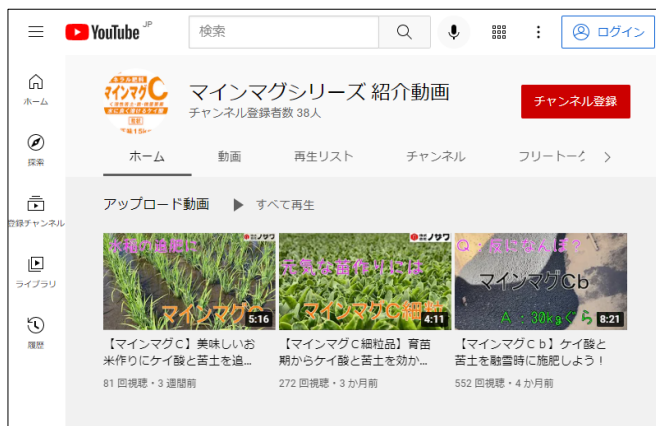 YouTube JP
検索
ログイン
ホーム
探索
登録チャンネル
ライブラリ
履歴
マインマグC
マインマグシリーズ 紹介動画
チャンネル登録者数 38人
チャンネル登録
ホーム 動画 再生リスト チャンネル フリートーク
アップロード動画 すべて再生
水稲の追肥には
マインマグC
5:16
【マインマグC】美味しいお
米作りにケイ酸と苦土を追...
81 回視聴・3 週間前
ノザワ
元気な苗作りには
マインマグC細粒
4:11
【マインマグC細粒品】育苗
期からケイ酸と苦土を効か...
272 回視聴・3 か月前
マインマグCb
A:30kgぐら
8:21
【マインマグCb】ケイ酸と
苦土を融雪時に施肥しよう!
552 回視聴・4 か月前